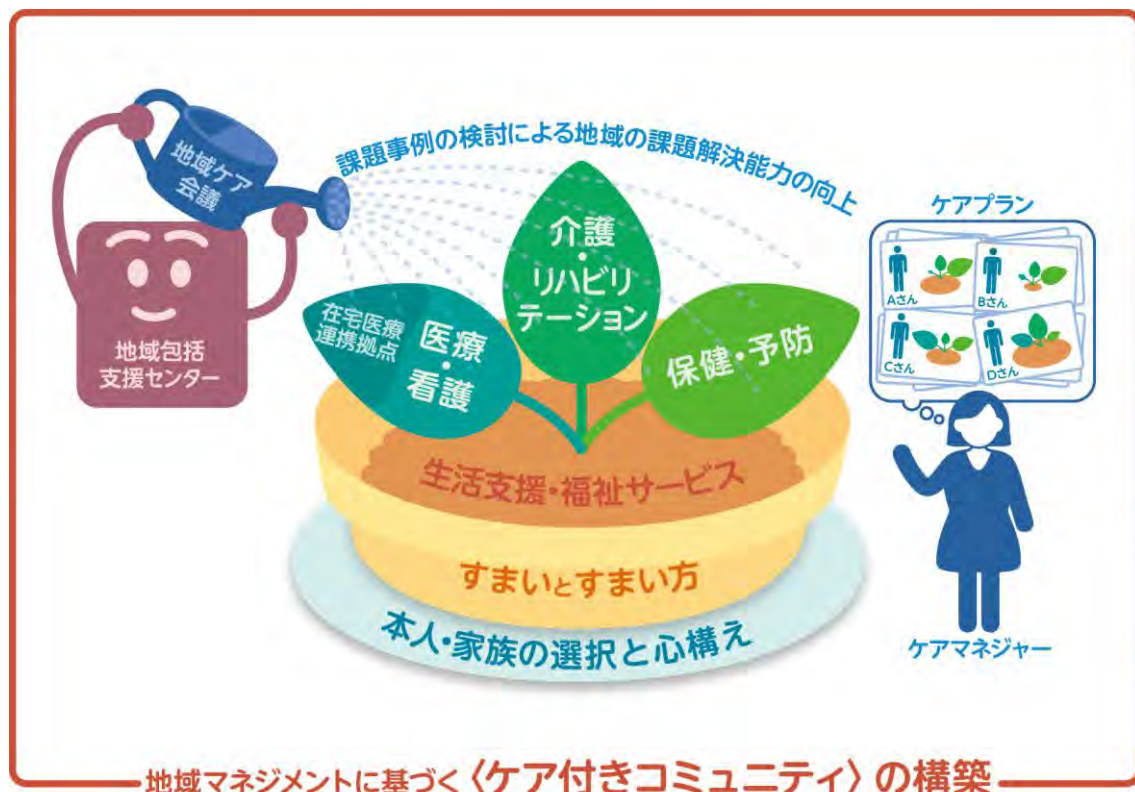 地域ケア
会議
課題事例の検討による地域の課題解決能力の向上
地域包括
支援センター
在宅医療
連携拠点
医療
・
看護
介護
・
リハビリ
テーション
保健・予防
生活支援・福祉サービス
すまいとすまい方
本人・家族の選択と心構え
ケアプラン
Aさん
Bさん
Cさん
Dさん
ケアマネジャー
地域マネジメントに基づく〈ケア付きコミュニティ〉の構築